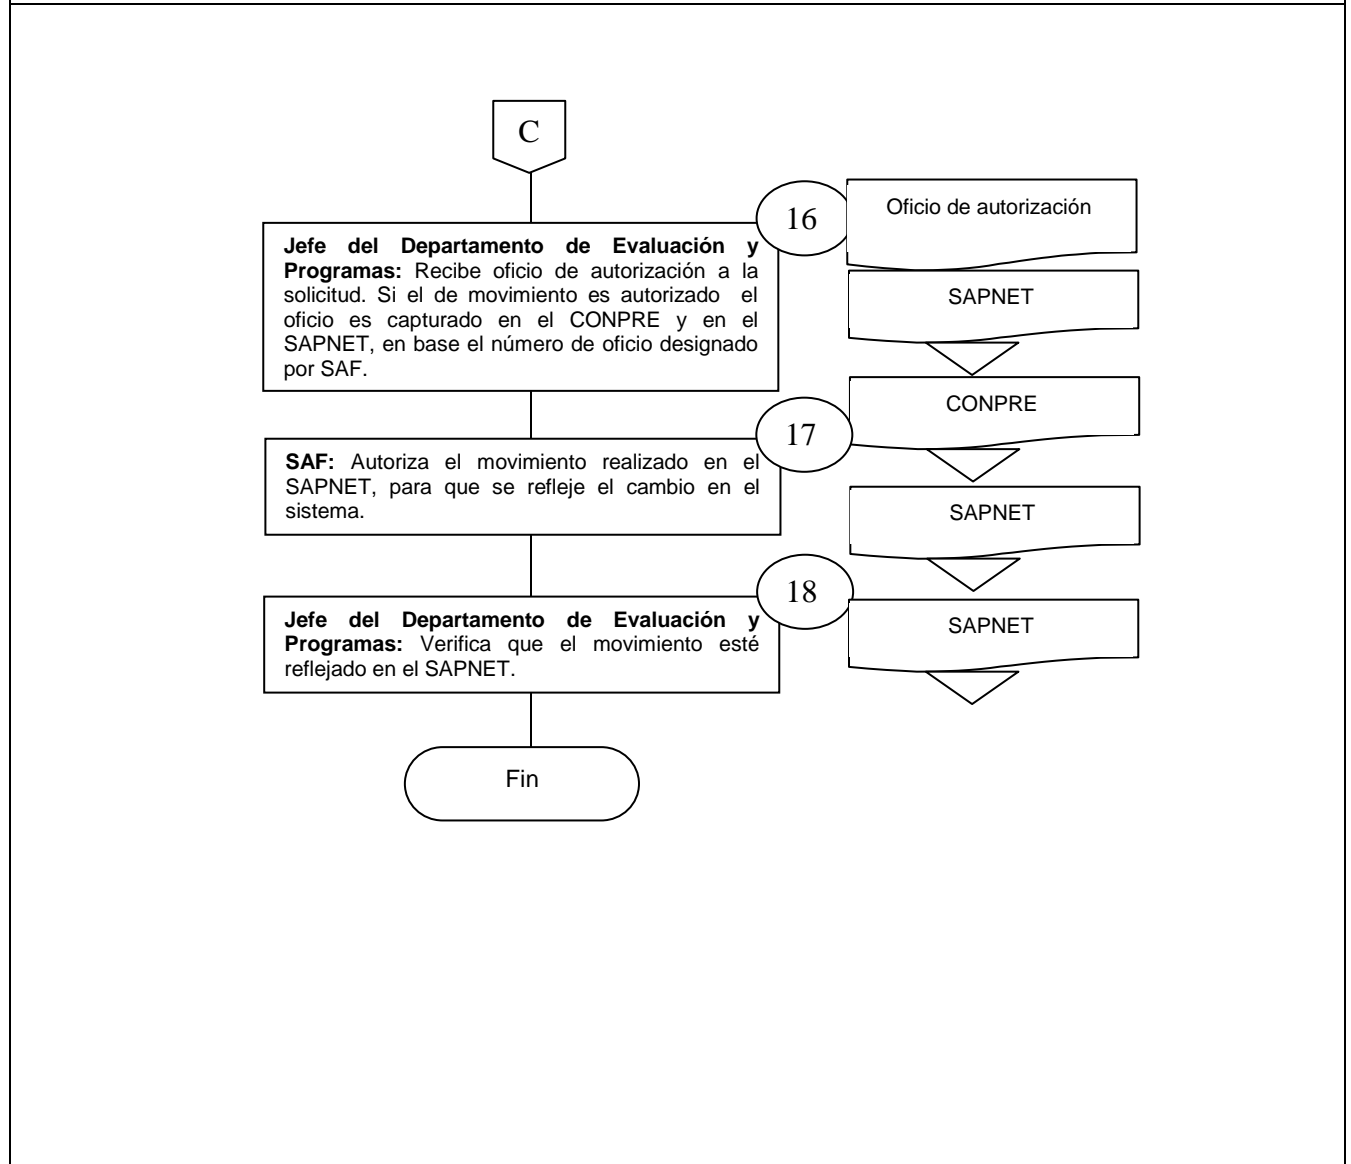 C
16
Oficio de autorización
Jefe del Departamento de Evaluación y
Programas: Recibe oficio de autorización a la
solicitud. Si el de movimiento es autorizado el
oficio es capturado en el CONPRE y en el
SAPNET, en base el número de oficio designado
por SAF.
SAPNET
CONPRE
17
SAF: Autoriza el movimiento realizado en el
SAPNET, para que se refleje el cambio en el
sistema.
SAPNET
18
Jefe del Departamento de Evaluación y
Programas: Verifica que el movimiento esté
reflejado en el SAPNET.
SAPNET
Fin